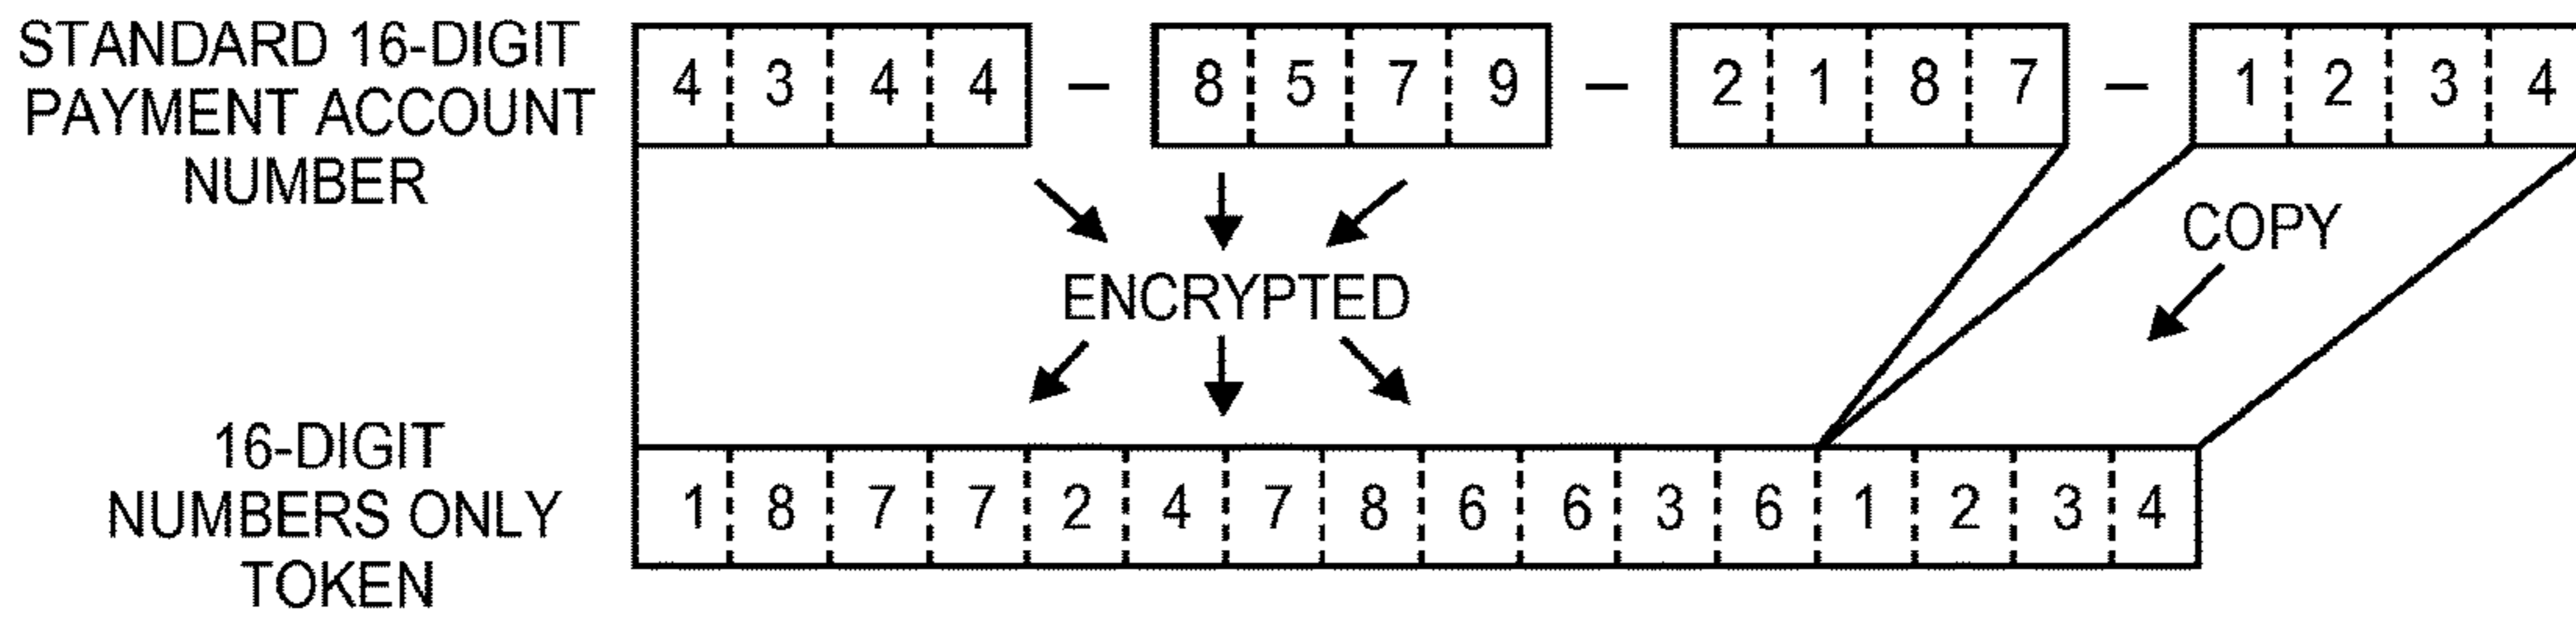 STANDARD 16-DIGIT
PAYMENT ACCOUNT
NUMBER
4 3 4 4 – 8 5 7 9 – 2 1 8 7 – 1 2 3 4
COPY
ENCRYPTED
16-DIGIT
NUMBERS ONLY
TOKEN
1 8 7 7 2 4 7 8 6 6 3 6 1 2 3 4